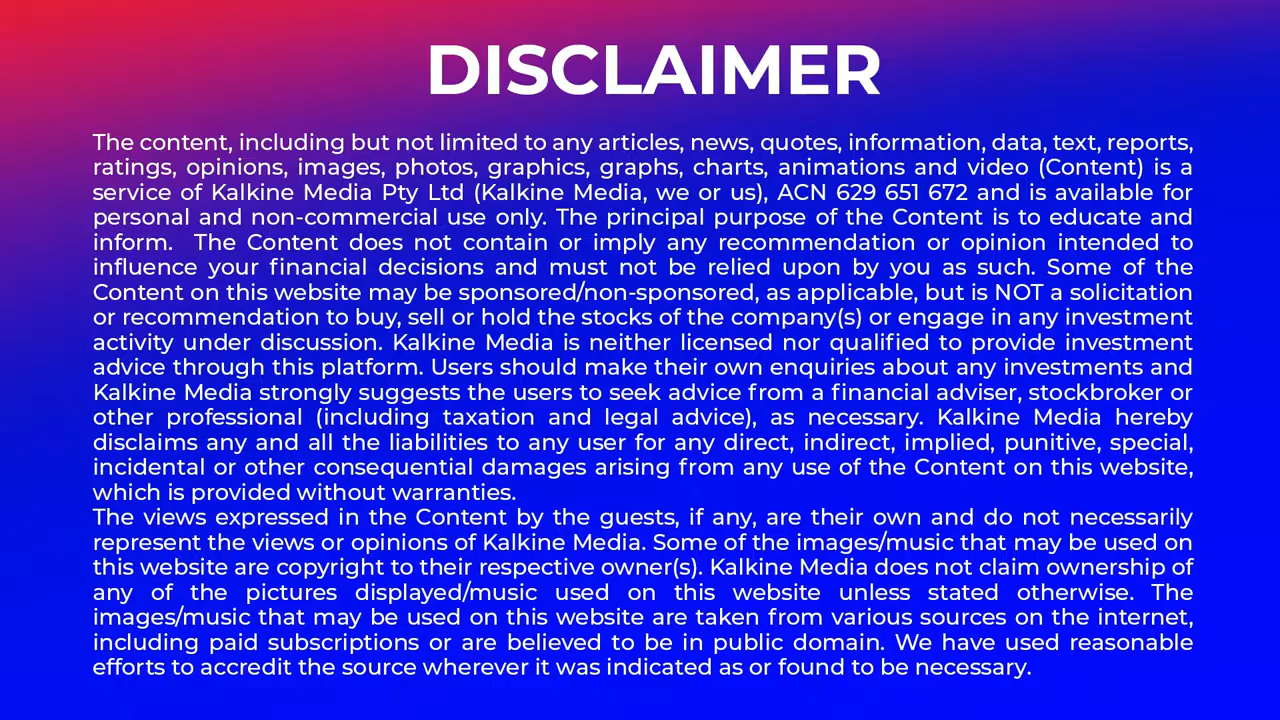 DISCLAIMER
The content, including but not limited to any articles, news, quotes, information, data, text, reports,
ratings, opinions, images, photos, graphics, graphs, charts, animations and video (Content) is a
service of Kalkine Media Pty Ltd (Kalkine Media, we or us), ACN 629 651 672 and is available for
personal and non-commercial use only. The principal purpose of the Content is to educate and
inform.  The Content does not contain or imply any recommendation or opinion intended to
influence your financial decisions and must not be relied upon by you as such. Some of the
Content on this website may be sponsored/non-sponsored, as applicable, but is NOT a solicitation
or recommendation to buy, sell or hold the stocks of the company(s) or engage in any investment
activity under discussion. Kalkine Media is neither licensed nor qualified to provide investment
advice through this platform. Users should make their own enquiries about any investments and
Kalkine Media strongly suggests the users to seek advice from a financial adviser, stockbroker or
other professional (including taxation and legal advice), as necessary. Kalkine Media hereby
disclaims any and all the liabilities to any user for any direct, indirect, implied, punitive, special,
incidental or other consequential damages arising from any use of the Content on this website,
which is provided without warranties.
The views expressed in the Content by the guests, if any, are their own and do not necessarily
represent the views or opinions of Kalkine Media. Some of the images/music that may be used on
this website are copyright to their respective owner(s). Kalkine Media does not claim ownership of
any of the pictures displayed/music used on this website unless stated otherwise. The
images/music that may be used on this website are taken from various sources on the internet,
including paid subscriptions or are believed to be in public domain. We have used reasonable
efforts to accredit the source wherever it was indicated as or found to be necessary.